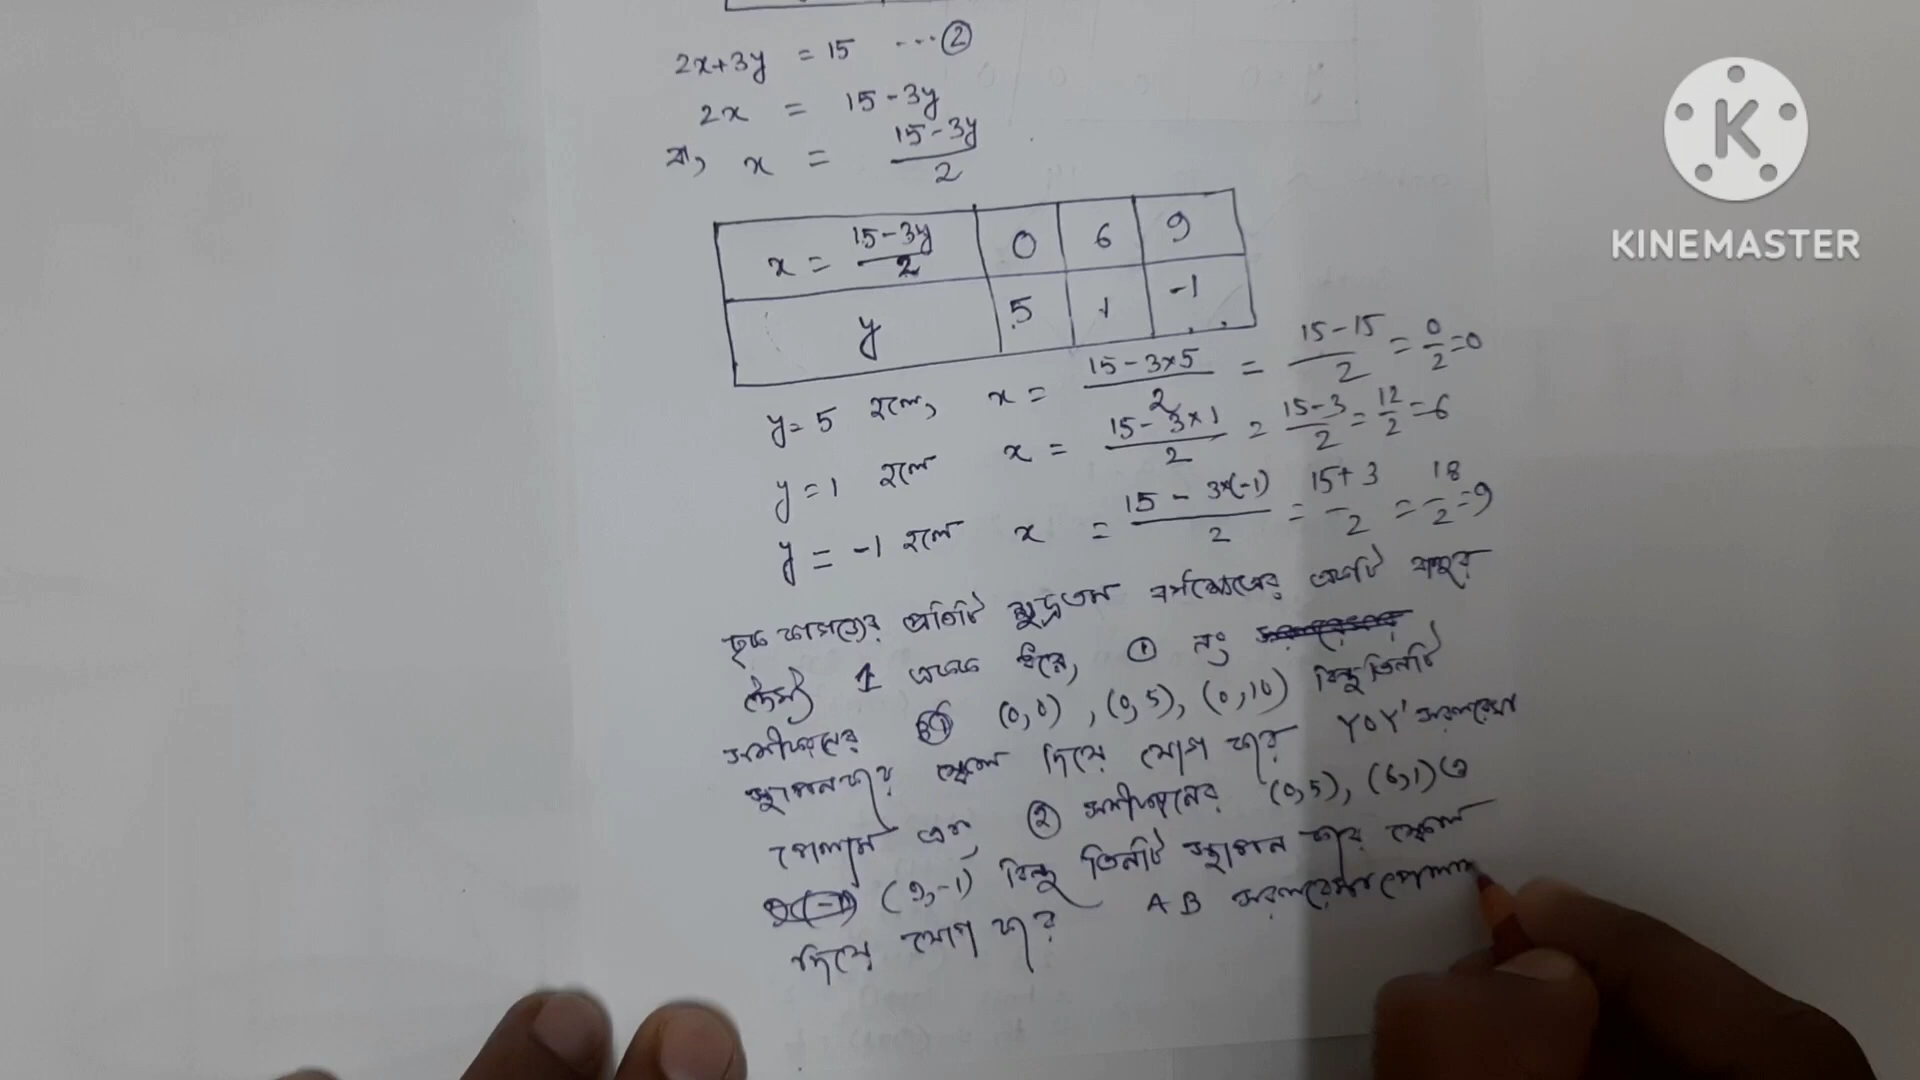 2x+3y = 15 ---②
2x = 15-3y
বা, x = 15-3y
2
x = 15-3y / 2 0 6 9
y 5 1 -1
y=5 হলে, x = 15-3×5 / 2 = 15-15 / 2 = 0/2 =0
y=1 হলে x = 15-3×1 / 2 = 15-3 / 2 = 12/2 =6
y = -1 হলে x = 15 - 3×(-1) / 2 = 15+3 / 2 = 18/2 =9
ছক কাগজের প্রতিটি ক্ষুদ্রতম বর্গক্ষেত্রের একটি বাহুর
দৈর্ঘ্য 1 একক ধরে, ① নং
সমীকরণের (0,0), (0,5), (0,10) বিন্দু তিনটি
স্থাপন করে স্কেল দিয়ে যোগ করে YOY' সরলরেখা
পেলাম এবং ② সমীকরণের (0,5), (6,1) ও
(9,-1) বিন্দু তিনটি স্থাপন করে স্কেল
দিয়ে যোগ করে AB সরলরেখা
KINEMASTER